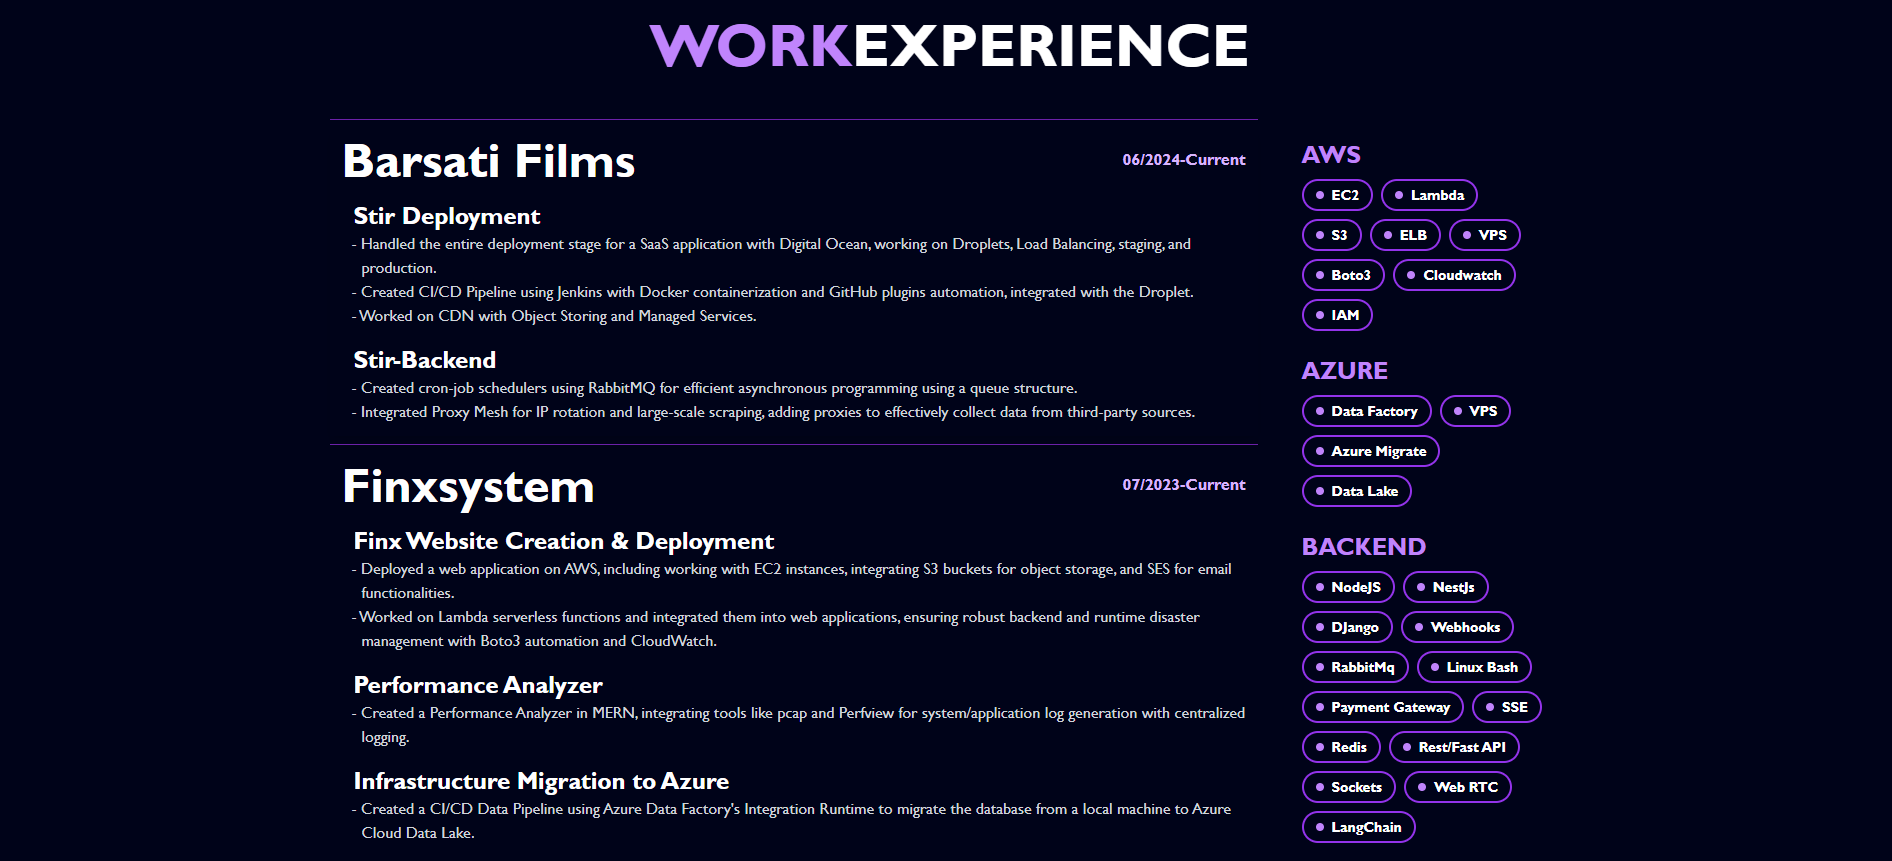 WORKEXPERIENCE
Barsati Films
06/2024-Current
Stir Deployment
- Handled the entire deployment stage for a SaaS application with Digital Ocean, working on Droplets, Load Balancing, staging, and
production.
- Created CI/CD Pipeline using Jenkins with Docker containerization and GitHub plugins automation, integrated with the Droplet.
- Worked on CDN with Object Storing and Managed Services.
Stir-Backend
- Created cron-job schedulers using RabbitMQ for efficient asynchronous programming using a queue structure.
- Integrated Proxy Mesh for IP rotation and large-scale scraping, adding proxies to effectively collect data from third-party sources.
Finxsystem
07/2023-Current
Finx Website Creation & Deployment
- Deployed a web application on AWS, including working with EC2 instances, integrating S3 buckets for object storage, and SES for email
functionalities.
- Worked on Lambda serverless functions and integrated them into web applications, ensuring robust backend and runtime disaster
management with Boto3 automation and CloudWatch.
Performance Analyzer
- Created a Performance Analyzer in MERN, integrating tools like pcap and Perfview for system/application log generation with centralized
logging.
Infrastructure Migration to Azure
- Created a CI/CD Data Pipeline using Azure Data Factory's Integration Runtime to migrate the database from a local machine to Azure
Cloud Data Lake.
AWS
EC2 Lambda
S3 ELB VPS
Boto3 Cloudwatch
IAM
AZURE
Data Factory VPS
Azure Migrate
Data Lake
BACKEND
NodeJS NestJs
DJango Webhooks
RabbitMq Linux Bash
Payment Gateway SSE
Redis Rest/Fast API
Sockets Web RTC
LangChain